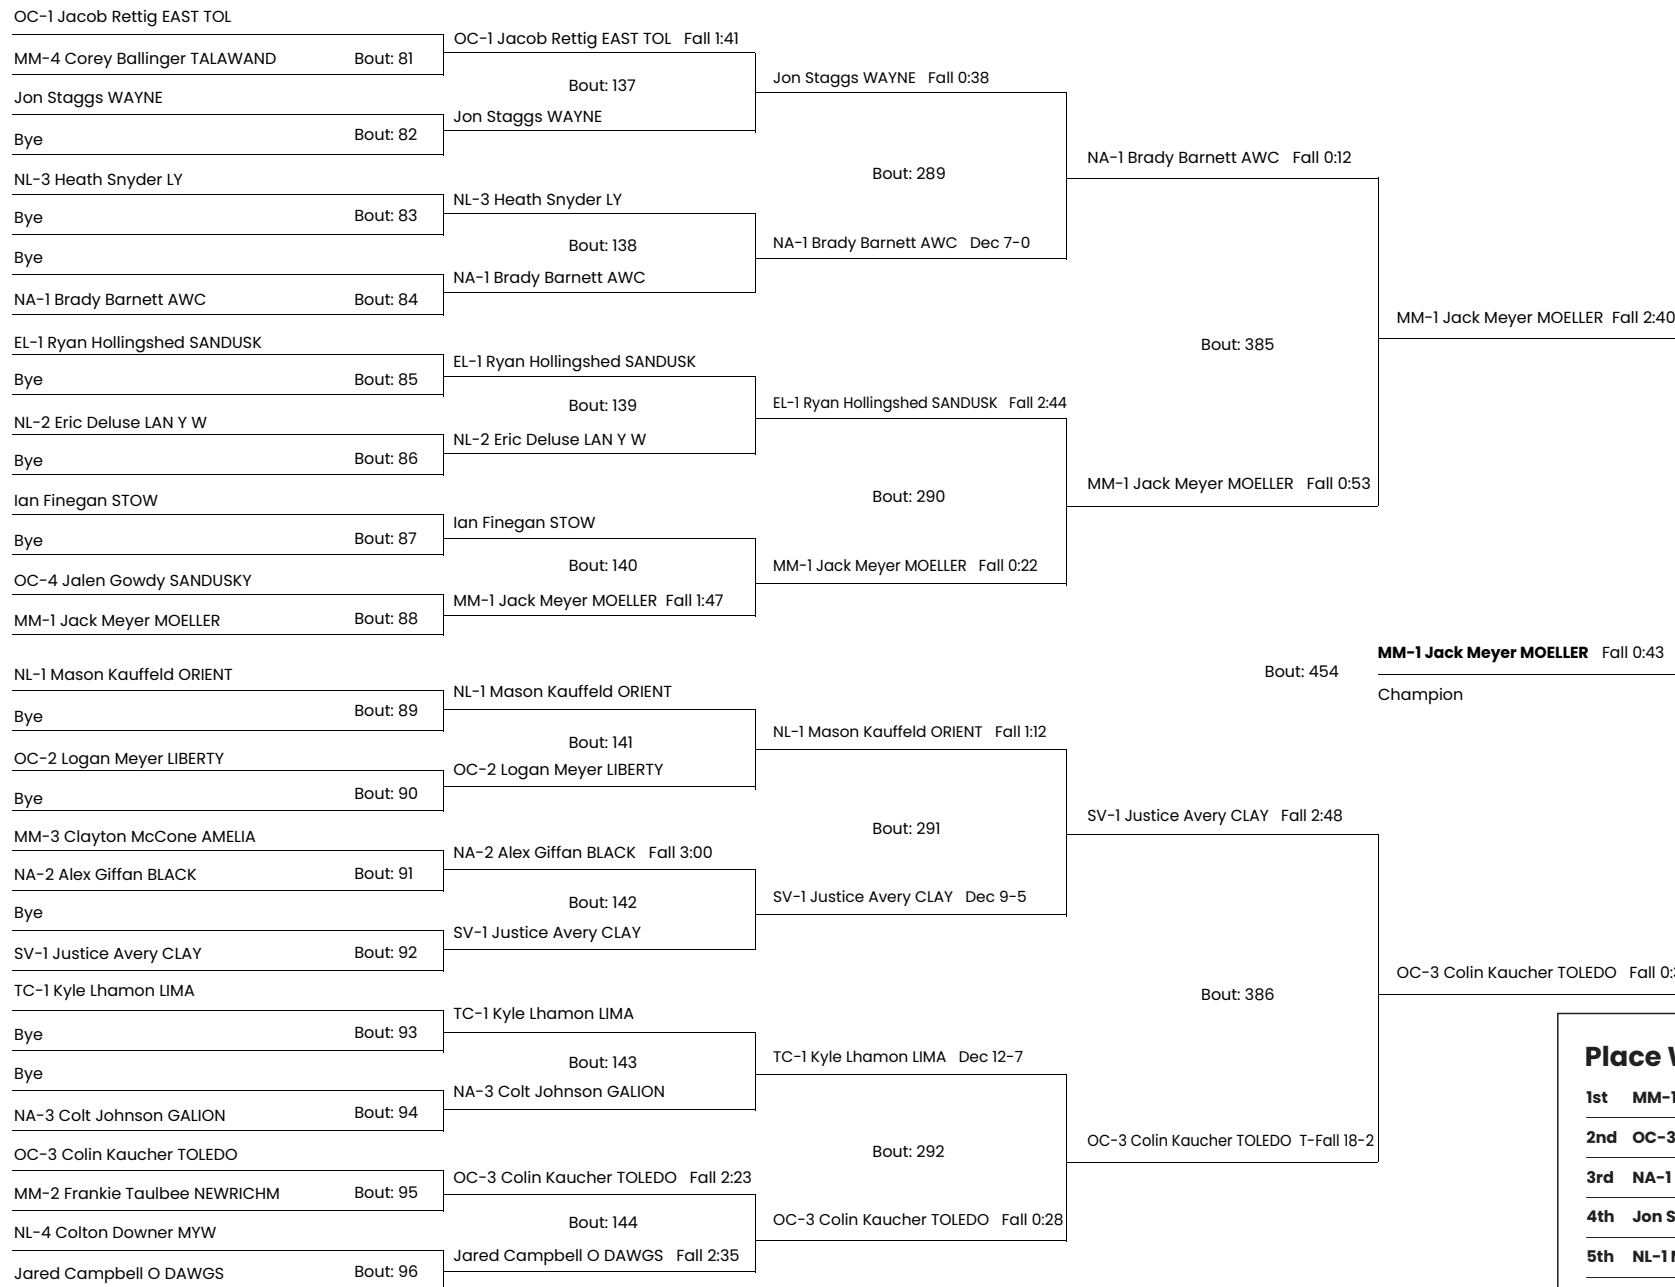 OC-1 Jacob Rettig EAST TOL
MM-4 Corey Ballinger TALAWAND
Bout: 81
Jon Staggs WAYNE
Bye
Bout: 82
NL-3 Heath Snyder LY
Bye
Bout: 83
Bye
NA-1 Brady Barnett AWC
Bout: 84
EL-1 Ryan Hollingshed SANDUSK
Bye
Bout: 85
NL-2 Eric Deluse LAN Y W
Bye
Bout: 86
Ian Finegan STOW
Bye
Bout: 87
OC-4 Jalen Gowdy SANDUSKY
MM-1 Jack Meyer MOELLER
Bout: 88
NL-1 Mason Kauffeld ORIENT
Bye
Bout: 89
OC-2 Logan Meyer LIBERTY
Bye
Bout: 90
MM-3 Clayton McCone AMELIA
NA-2 Alex Giffan BLACK
Bout: 91
Bye
SV-1 Justice Avery CLAY
Bout: 92
TC-1 Kyle Lhamon LIMA
Bye
Bout: 93
Bye
NA-3 Colt Johnson GALION
Bout: 94
OC-3 Colin Kaucher TOLEDO
MM-2 Frankie Taulbee NEWRICHM
Bout: 95
NL-4 Colton Downer MYW
Jared Campbell O DAWGS
Bout: 96
OC-1 Jacob Rettig EAST TOL Fall 1:41
Bout: 137
Jon Staggs WAYNE
NL-3 Heath Snyder LY
Bout: 138
NA-1 Brady Barnett AWC
EL-1 Ryan Hollingshed SANDUSK
Bout: 139
NL-2 Eric Deluse LAN Y W
Ian Finegan STOW
Bout: 140
MM-1 Jack Meyer MOELLER Fall 1:47
NL-1 Mason Kauffeld ORIENT
Bout: 141
OC-2 Logan Meyer LIBERTY
NA-2 Alex Giffan BLACK Fall 3:00
Bout: 142
SV-1 Justice Avery CLAY
TC-1 Kyle Lhamon LIMA
Bout: 143
NA-3 Colt Johnson GALION
OC-3 Colin Kaucher TOLEDO Fall 2:23
Bout: 144
Jared Campbell O DAWGS Fall 2:35
Jon Staggs WAYNE Fall 0:38
Bout: 289
NA-1 Brady Barnett AWC Dec 7-0
EL-1 Ryan Hollingshed SANDUSK Fall 2:44
Bout: 290
MM-1 Jack Meyer MOELLER Fall 0:22
NL-1 Mason Kauffeld ORIENT Fall 1:12
Bout: 291
SV-1 Justice Avery CLAY Dec 9-5
TC-1 Kyle Lhamon LIMA Dec 12-7
Bout: 292
OC-3 Colin Kaucher TOLEDO Fall 0:28
NA-1 Brady Barnett AWC Fall 0:12
Bout: 385
MM-1 Jack Meyer MOELLER Fall 0:53
SV-1 Justice Avery CLAY Fall 2:48
Bout: 386
OC-3 Colin Kaucher TOLEDO T-Fall 18-2
MM-1 Jack Meyer MOELLER Fall 2:40
Bout: 454
MM-1 Jack Meyer MOELLER Fall 0:43
Champion
OC-3 Colin Kaucher TOLEDO Fall
Place
1st MM-1
2nd OC-3
3rd NA-1
4th Jon
5th NL-1